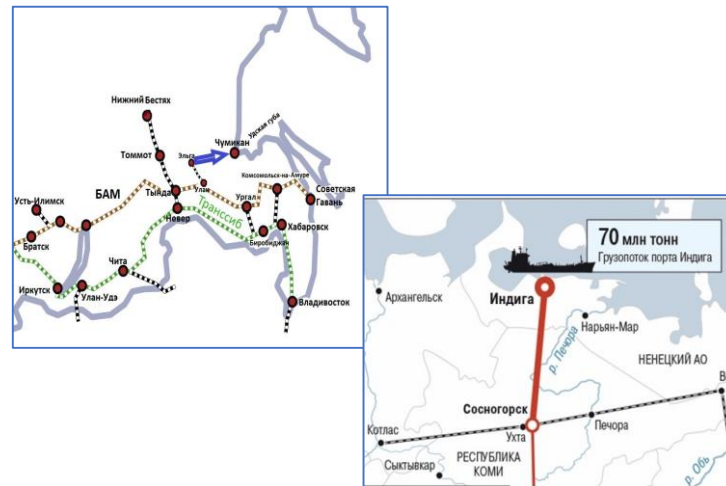 Нижний Бестях
Томмот
Эльга
Чумикан
Удская губа
Комсомольск-на-Амуре
Советская
Гавань
БАМ
Тында
Улак
Ургал
Усть-Илимск
Транссиб
Невер
Биробиджан
Хабаровск
Братск
Чита
Иркутск
Улан-Удэ
Владивосток
70 млн тонн
Грузопоток порта Индига
Индига
Архангельск
Нарьян-Мар
р. Печора
НЕНЕЦКИЙ АО
Сосногорск
В
Котлас
Ухта
Печора
РЕСПУБЛИКА
КОМИ
Сыктывкар
р. Обь